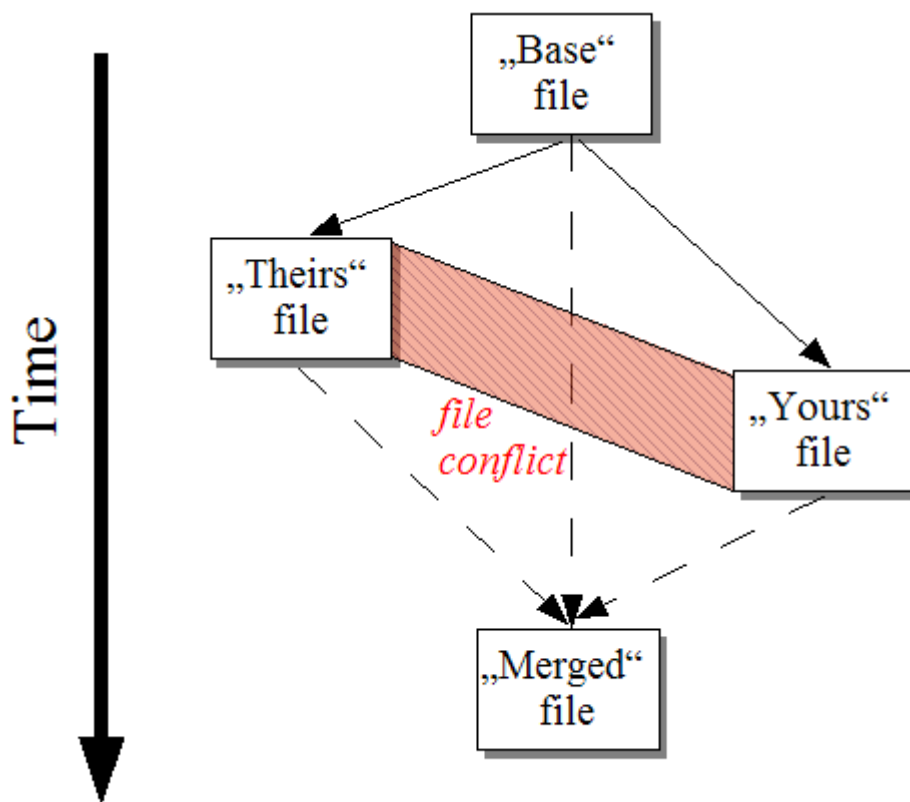 „Base“
file
„Theirs“
file
Time
„Yours“
file
file
conflict
„Merged“
file